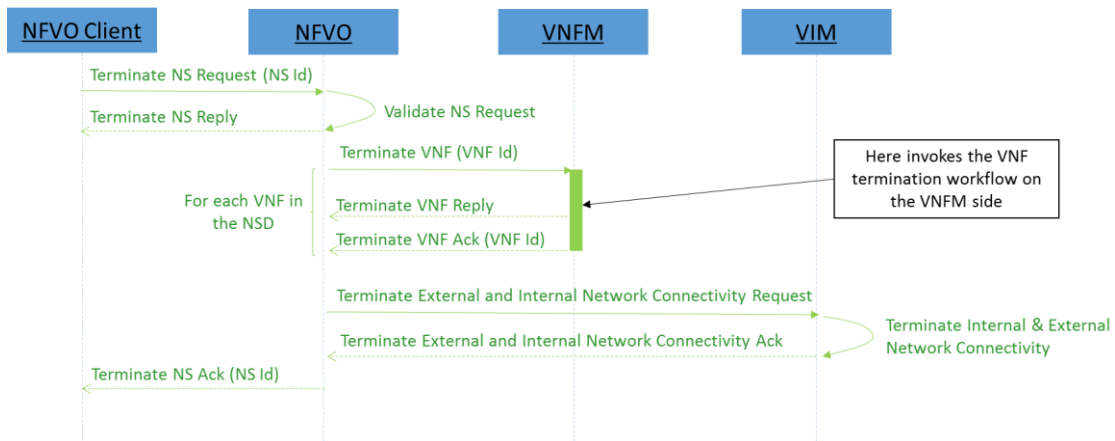 NFVO Client
NFVO
VNFM
VIM
Terminate NS Request (NS Id)
Validate NS Request
Terminate NS Reply
Terminate VNF (VNF Id)
Here invokes the VNF
termination workflow on
the VNFM side
For each VNF in
the NSD
Terminate VNF Reply
Terminate VNF Ack (VNF Id)
Terminate External and Internal Network Connectivity Request
Terminate Internal & External
Network Connectivity
Terminate External and Internal Network Connectivity Ack
Terminate NS Ack (NS Id)